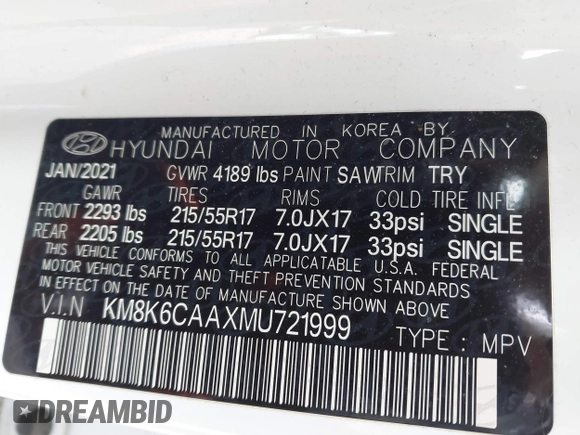 MANUFACTURED IN KOREA BY
HYUNDAI MOTOR COMPANY
JAN/2021 GVWR 4189 lbs PAINT SAW TRIM TRY
GAWR TIRES RIMS COLD TIRE INFL
FRONT 2293 lbs 215/55R17 7.0JX17 33psi SINGLE
REAR 2205 lbs 215/55R17 7.0JX17 33psi SINGLE
THIS VEHICLE CONFORMS TO ALL APPLICABLE U.S.A. FEDERAL
MOTOR VEHICLE SAFETY AND THEFT PREVENTION STANDARDS
IN EFFECT ON THE DATE OF MANUFACTURE SHOWN ABOVE.
V.I.N KM8K6CAAXMU721999
TYPE : MPV
DREAMBID